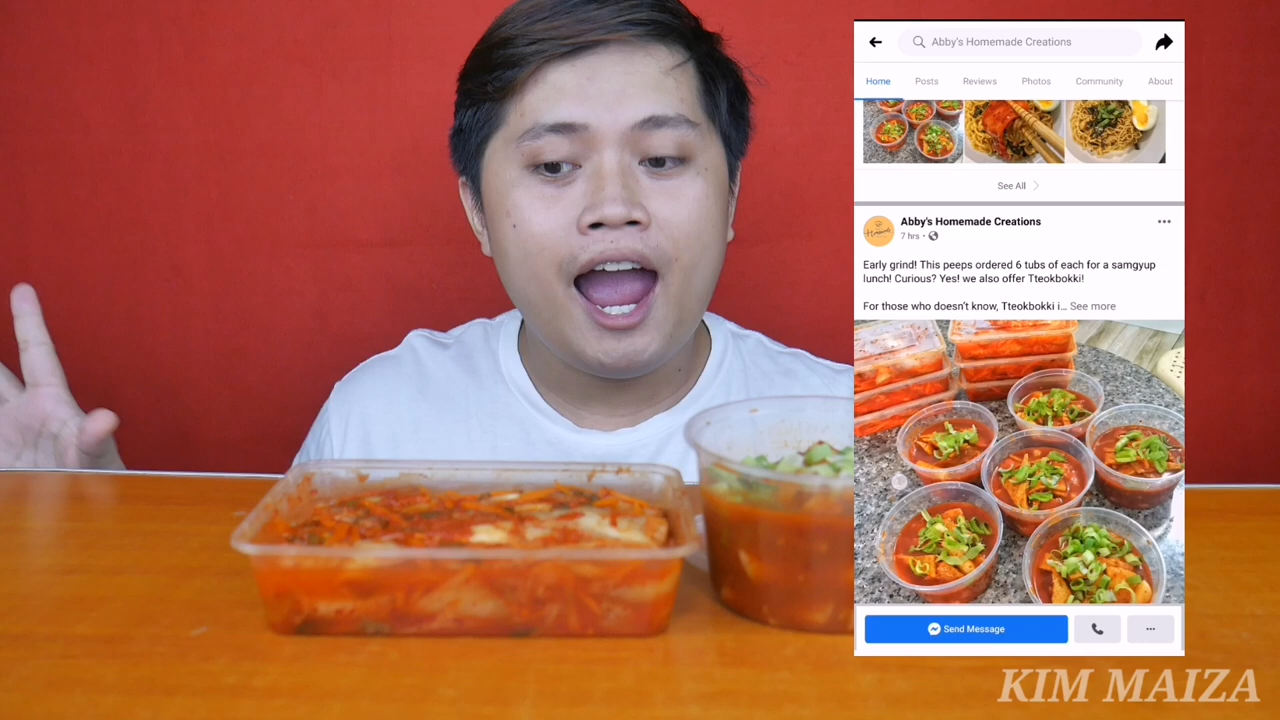 Abby's Homemade Creations
Home Posts Reviews Photos Community About
See All
Abby's Homemade Creations
7 hrs
Early grind! This peeps ordered 6 tubs of each for a samgyup
lunch! Curious? Yes! we also offer Tteokbokki!
For those who doesn't know, Tteokbokki i... See more
Send Message
KIM MAIZA